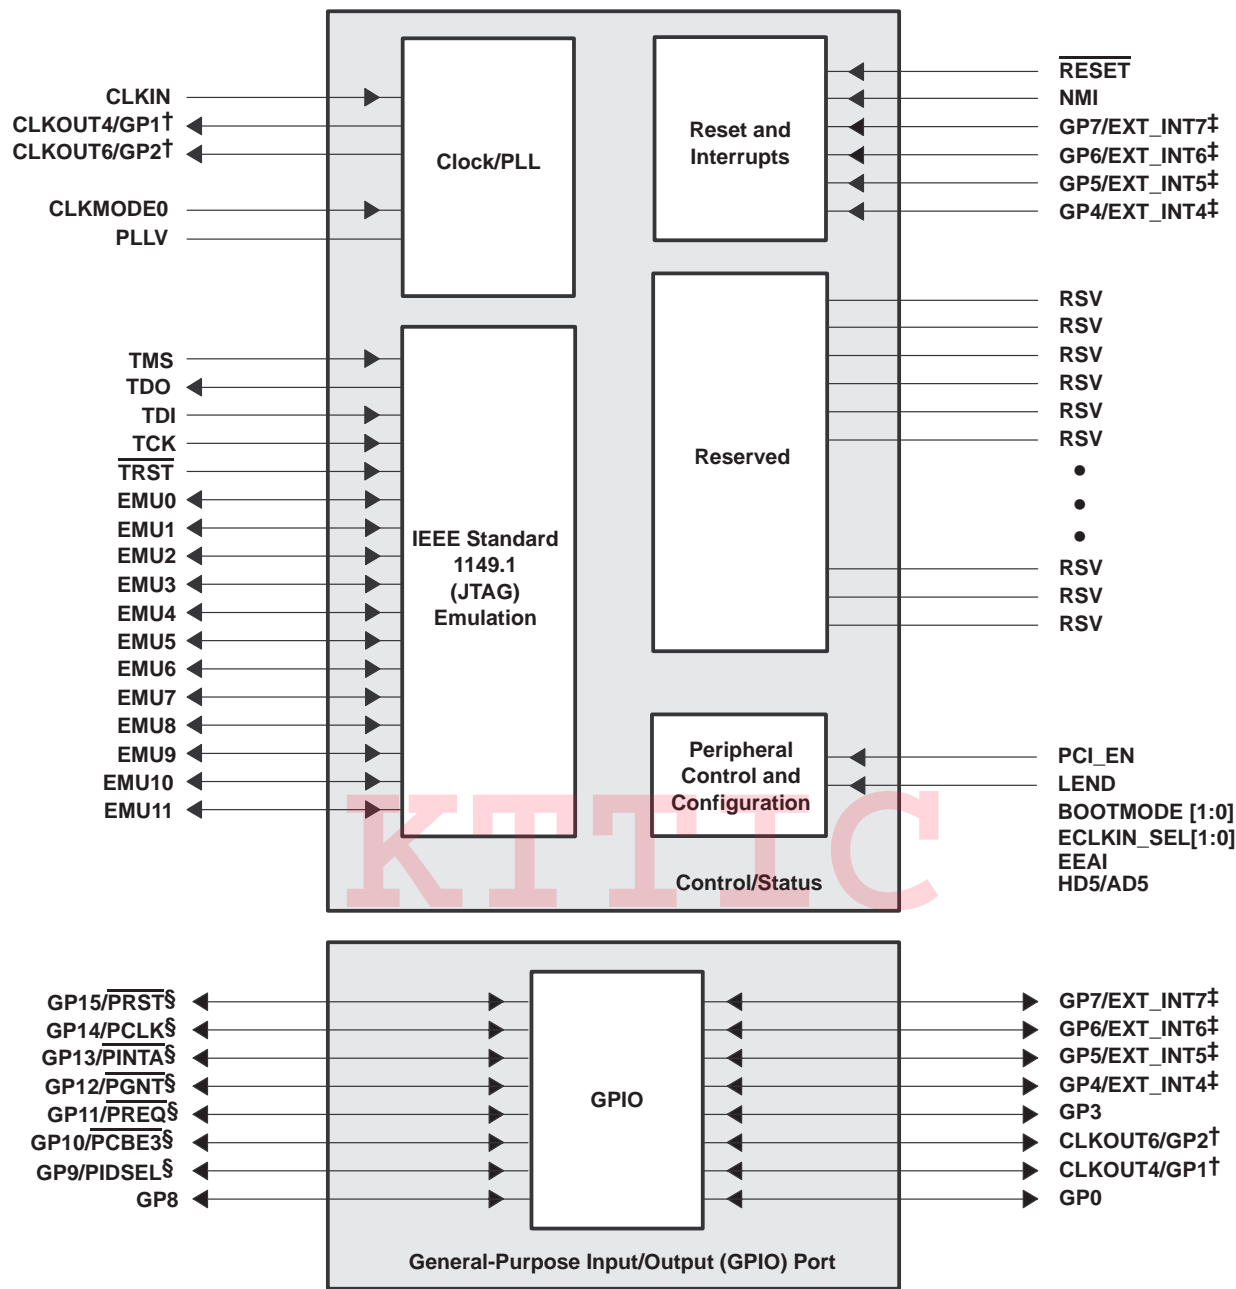 CLKIN
CLKOUT4/GP1†
CLKOUT6/GP2†
CLKMODE0
PLLV
Clock/PLL
Reset and
Interrupts
RESET
NMI
GP7/EXT_INT7‡
GP6/EXT_INT6‡
GP5/EXT_INT5‡
GP4/EXT_INT4‡
TMS
TDO
TDI
TCK
TRST
EMU0
EMU1
EMU2
EMU3
EMU4
EMU5
EMU6
EMU7
EMU8
EMU9
EMU10
EMU11
IEEE Standard
1149.1
(JTAG)
Emulation
Reserved
RSV
RSV
RSV
RSV
RSV
RSV
•
•
•
RSV
RSV
RSV
Peripheral
Control and
Configuration
PCI_EN
LEND
BOOTMODE [1:0]
ECLKIN_SEL[1:0]
EEAI
HD5/AD5
Control/Status
KTTIC
GP15/PRST§
GP14/PCLK§
GP13/PINTA§
GP12/PGNT§
GP11/PREQ§
GP10/PCBE3§
GP9/PIDSEL§
GP8
GPIO
GP7/EXT_INT7‡
GP6/EXT_INT6‡
GP5/EXT_INT5‡
GP4/EXT_INT4‡
GP3
CLKOUT6/GP2†
CLKOUT4/GP1†
GP0
General-Purpose Input/Output (GPIO) Port